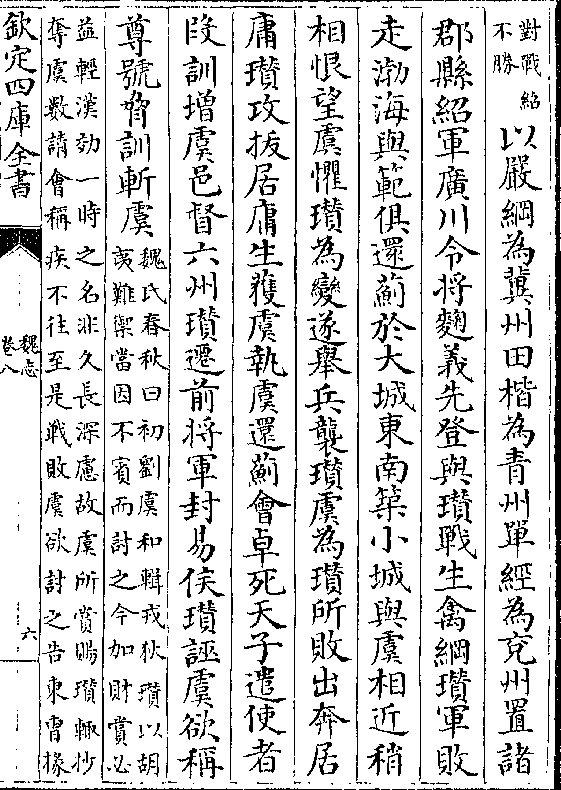 對戰紹
不勝
以嚴綱為冀州田楷為青州單經為兖州置諸
郡縣紹軍廣川令将麴義先登與瓚戰生禽綱瓚軍敗
走渤海與範俱還薊於大城東南築小城與虞相近稍
相恨望虞懼瓚為變遂舉兵襲瓚虞為瓚所敗出奔居
庸瓚攻拔居庸生獲虞執虞還薊會卓死天子遣使者
段訓增虞邑督六州瓚遷前将軍封易侯瓚誣虞欲稱
尊號脅訓斬虞
魏氏春秋曰初劉虞和輯戎狄瓚以胡
夷難禦當因不賓而討之今加財賞必
益輕漢効一時之名非久長深慮故虞所賞賜瓚輙抄
奪虞數請會稱疾不往至是戰敗虞欲討之告東曹掾
欽定四庫全書
魏志
卷八
六